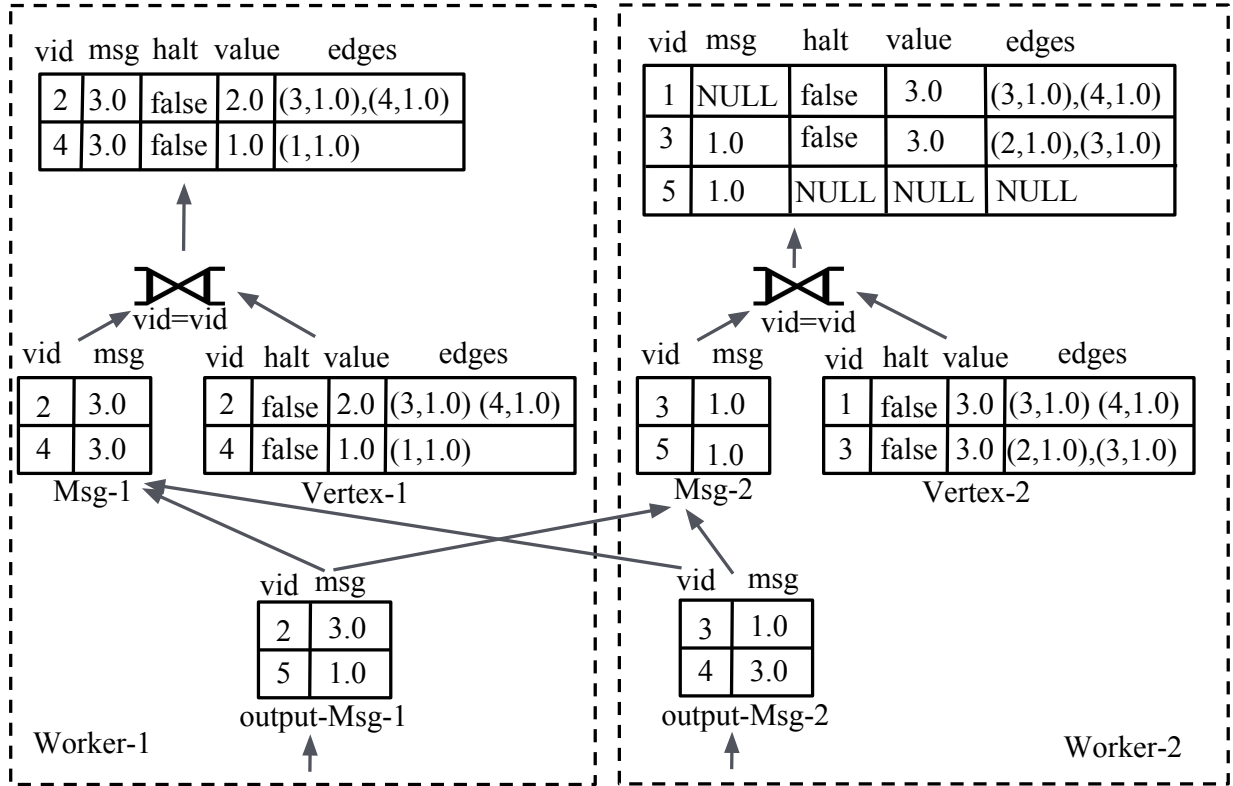 vid msg halt value edges
2 3.0 false 2.0 (3,1.0),(4,1.0)
4 3.0 false 1.0 (1,1.0)
vid=vid
vid msg
2 3.0
4 3.0
Msg-1
vid halt value edges
2 false 2.0 (3,1.0) (4,1.0)
4 false 1.0 (1,1.0)
Vertex-1
vid msg
2 3.0
5 1.0
output-Msg-1
Worker-1
vid msg halt value edges
1 NULL false 3.0 (3,1.0),(4,1.0)
3 1.0 false 3.0 (2,1.0),(3,1.0)
5 1.0 NULL NULL NULL
vid=vid
vid msg
3 1.0
5 1.0
Msg-2
vid halt value edges
1 false 3.0 (3,1.0) (4,1.0)
3 false 3.0 (2,1.0),(3,1.0)
Vertex-2
vid msg
3 1.0
4 3.0
output-Msg-2
Worker-2